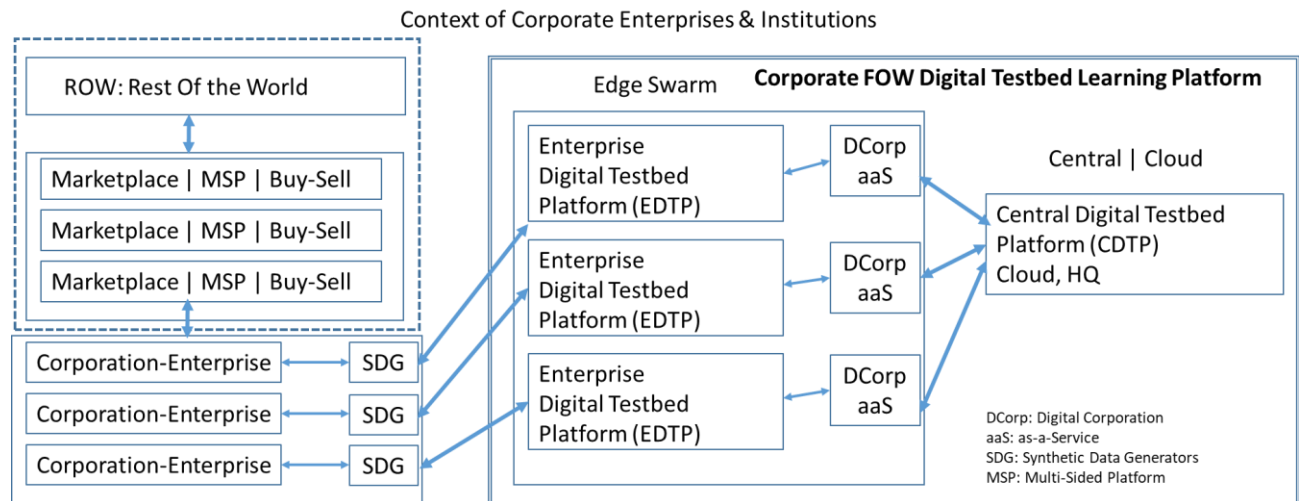 Context of Corporate Enterprises & Institutions
ROW: Rest Of the World
Marketplace | MSP | Buy-Sell
Marketplace | MSP | Buy-Sell
Marketplace | MSP | Buy-Sell
Corporation-Enterprise
SDG
Corporation-Enterprise
SDG
Corporation-Enterprise
SDG
Corporate FOW Digital Testbed Learning Platform
Edge Swarm
Enterprise
Digital Testbed
Platform (EDTP)
DCorp
aaS
Enterprise
Digital Testbed
Platform (EDTP)
DCorp
aaS
Enterprise
Digital Testbed
Platform (EDTP)
DCorp
aaS
Central | Cloud
Central Digital Testbed
Platform (CDTP)
Cloud, HQ
DCorp: Digital Corporation
aaS: as-a-Service
SDG: Synthetic Data Generators
MSP: Multi-Sided Platform